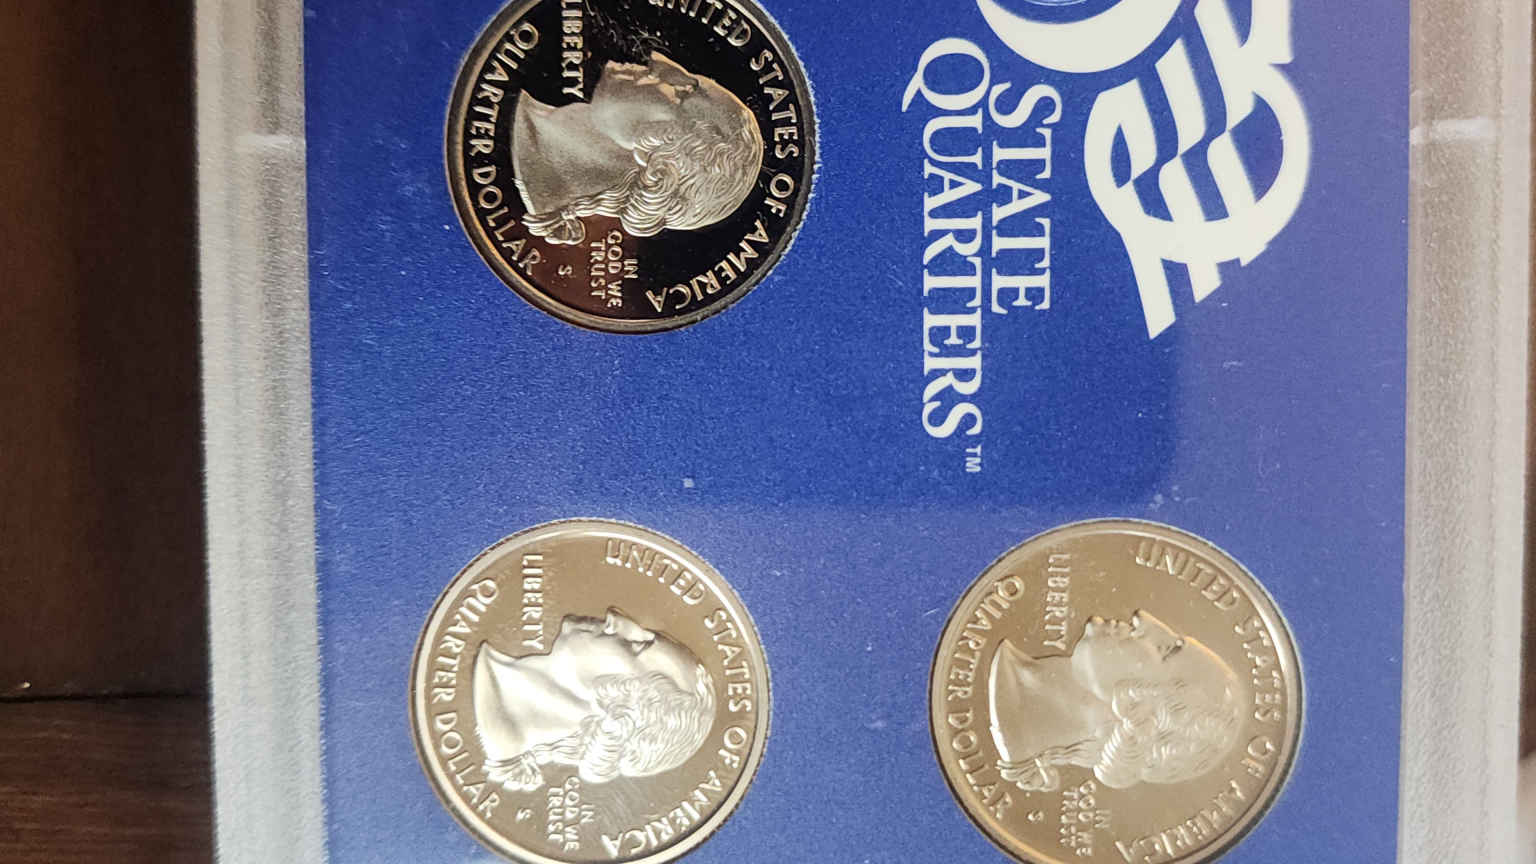 50
STATE
QUARTERS™
UNITED STATES OF AMERICA
LIBERTY
IN
GOD WE
TRUST
S
QUARTER DOLLAR
UNITED STATES OF AMERICA
LIBERTY
IN
GOD WE
TRUST
S
QUARTER DOLLAR
UNITED STATES OF AMERICA
LIBERTY
IN
GOD WE
TRUST
S
QUARTER DOLLAR